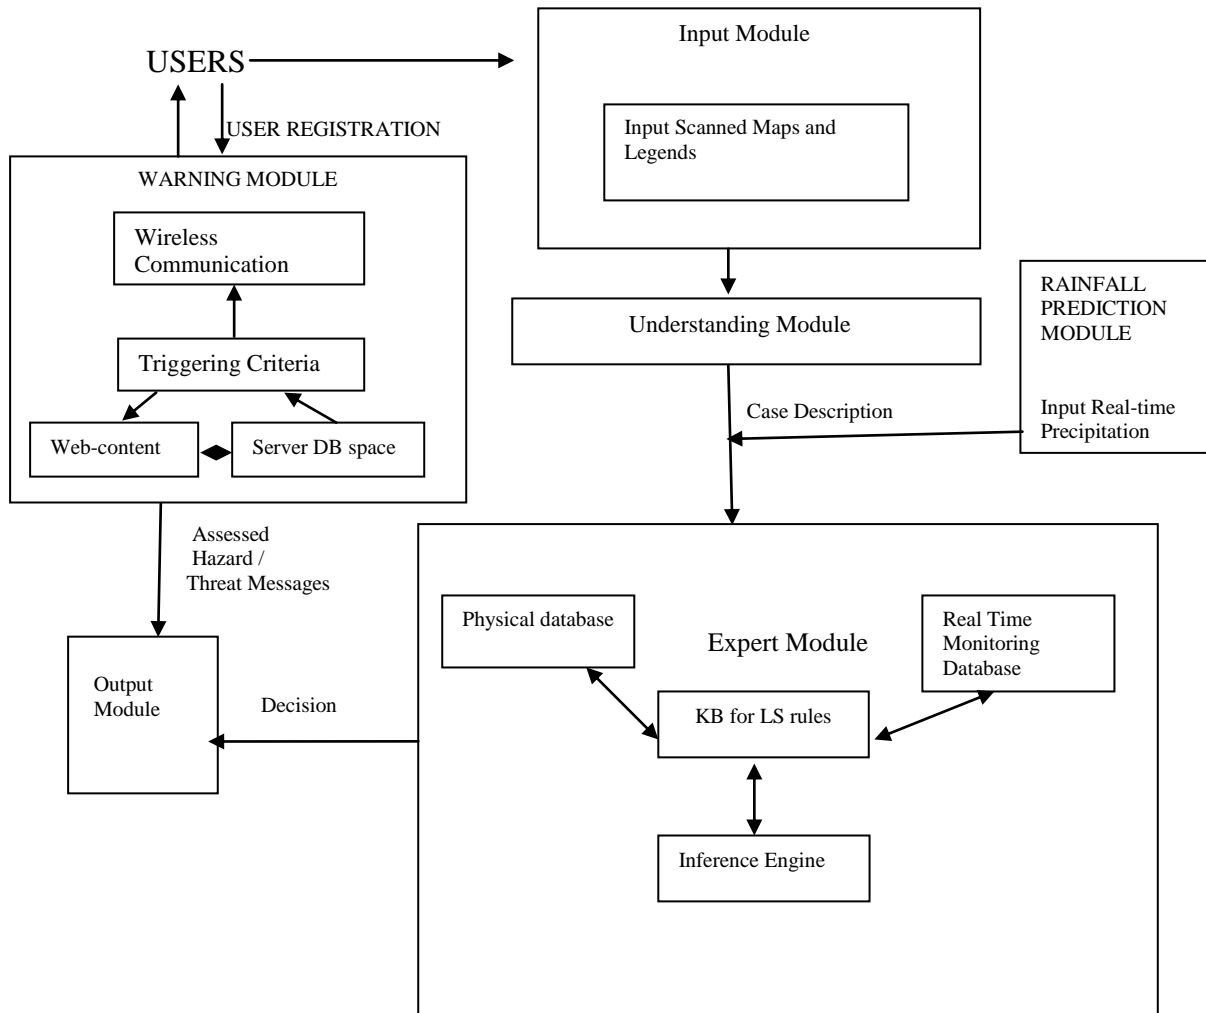 Input Module
USERS
USER REGISTRATION
Input Scanned Maps and
Legends
WARNING MODULE
Wireless
Communication
Triggering Criteria
Web-content
Server DB space
Understanding Module
RAINFALL
PREDICTION
MODULE
Input Real-time
Precipitation
Case Description
Assessed
Hazard /
Threat Messages
Output
Module
Decision
Physical database
Expert Module
Real Time
Monitoring
Database
KB for LS rules
Inference Engine